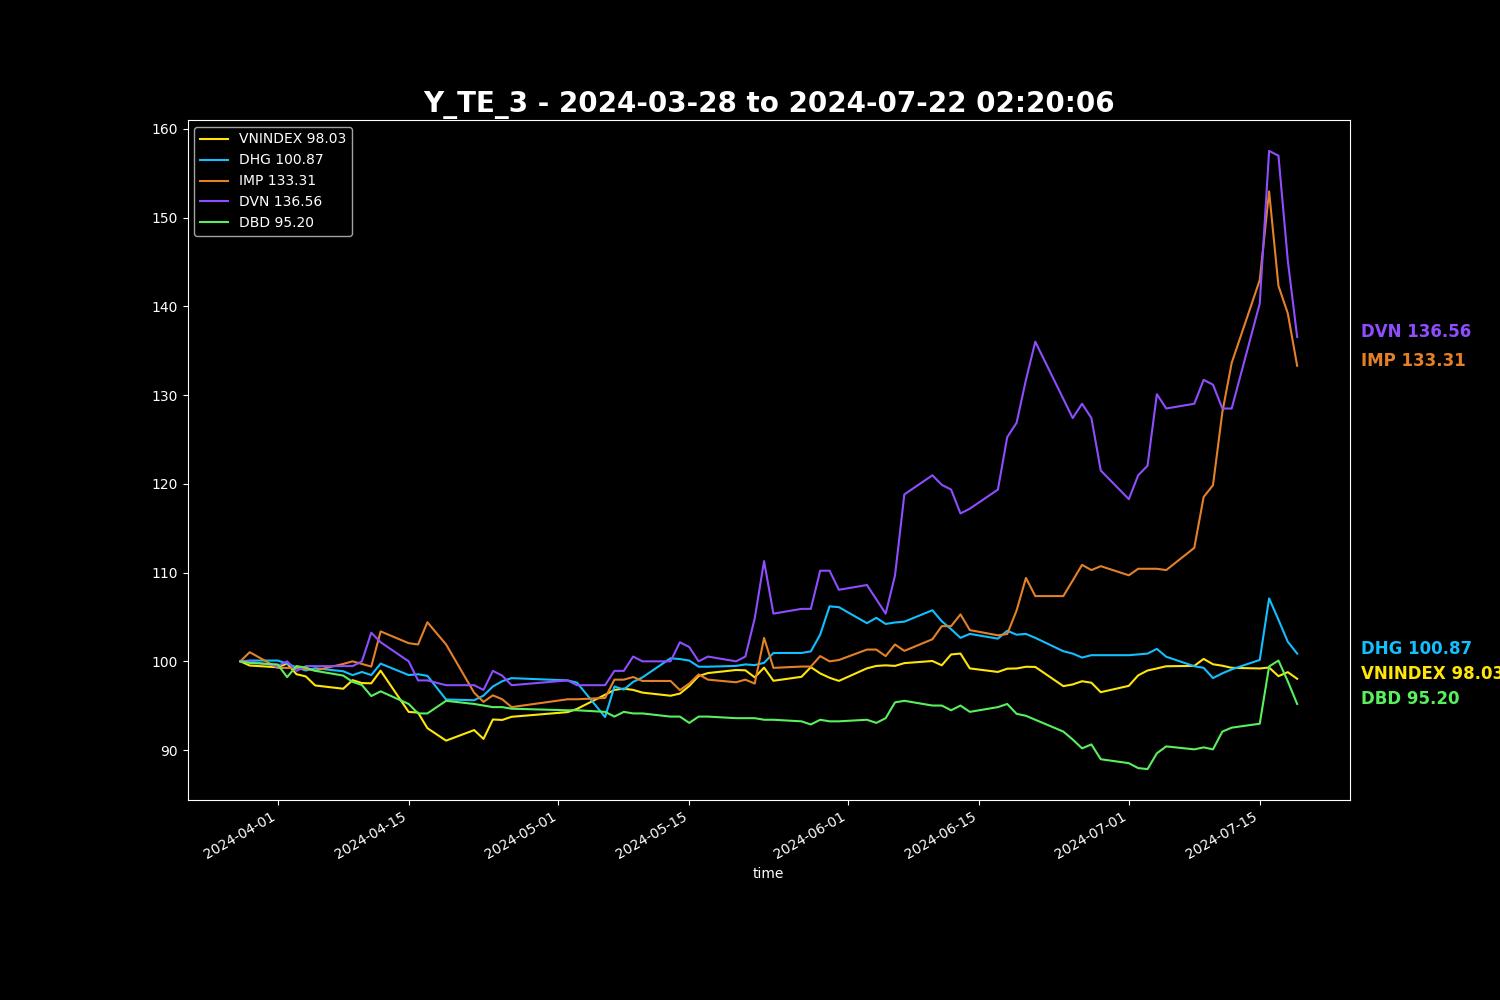 Y_TE_3 - 2024-03-28 to 2024-07-22 02:20:06
160
150
140
130
120
110
100
90
VNINDEX 98.03
DHG 100.87
IMP 133.31
DVN 136.56
DBD 95.20
DVN 136.56
IMP 133.31
DHG 100.87
VNINDEX 98.03
DBD 95.20
2024-04-01
2024-04-15
2024-05-01
2024-05-15
2024-06-01
2024-06-15
2024-07-01
2024-07-15
time